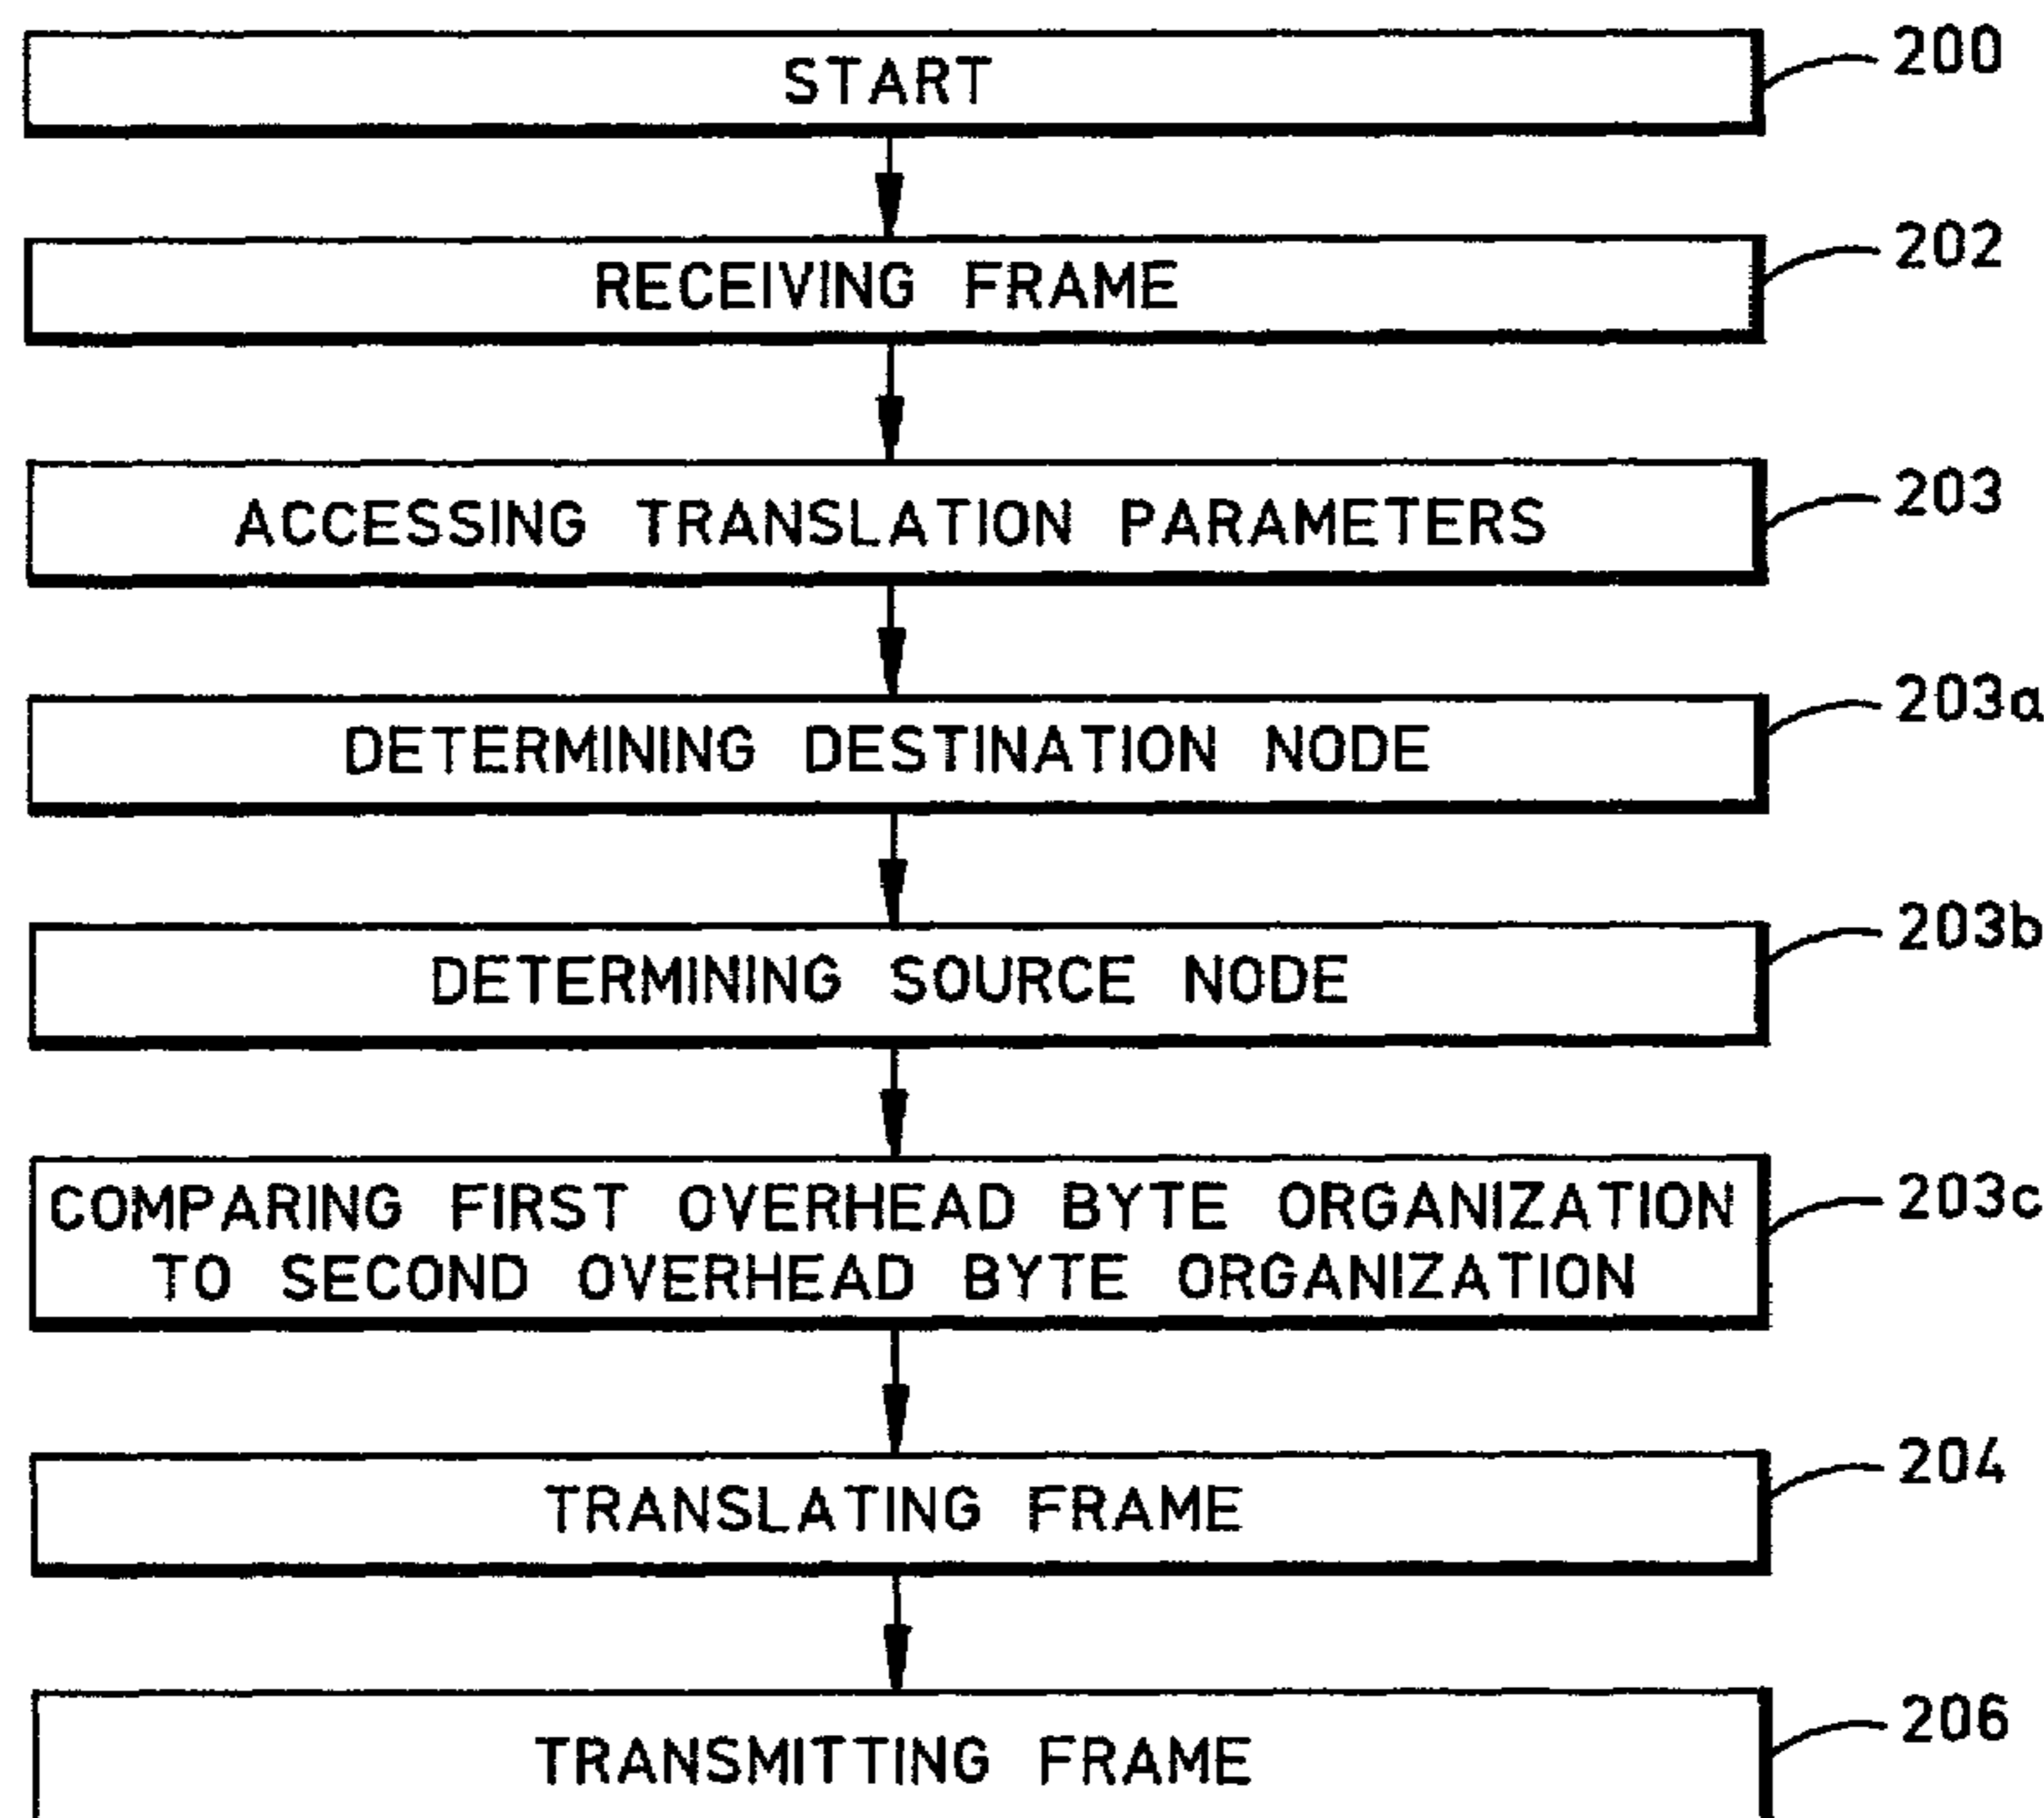 START 200
RECEIVING FRAME 202
ACCESSING TRANSLATION PARAMETERS 203
DETERMINING DESTINATION NODE 203a
DETERMINING SOURCE NODE 203b
COMPARING FIRST OVERHEAD BYTE ORGANIZATION 203c
TO SECOND OVERHEAD BYTE ORGANIZATION
TRANSLATING FRAME 204
TRANSMITTING FRAME 206